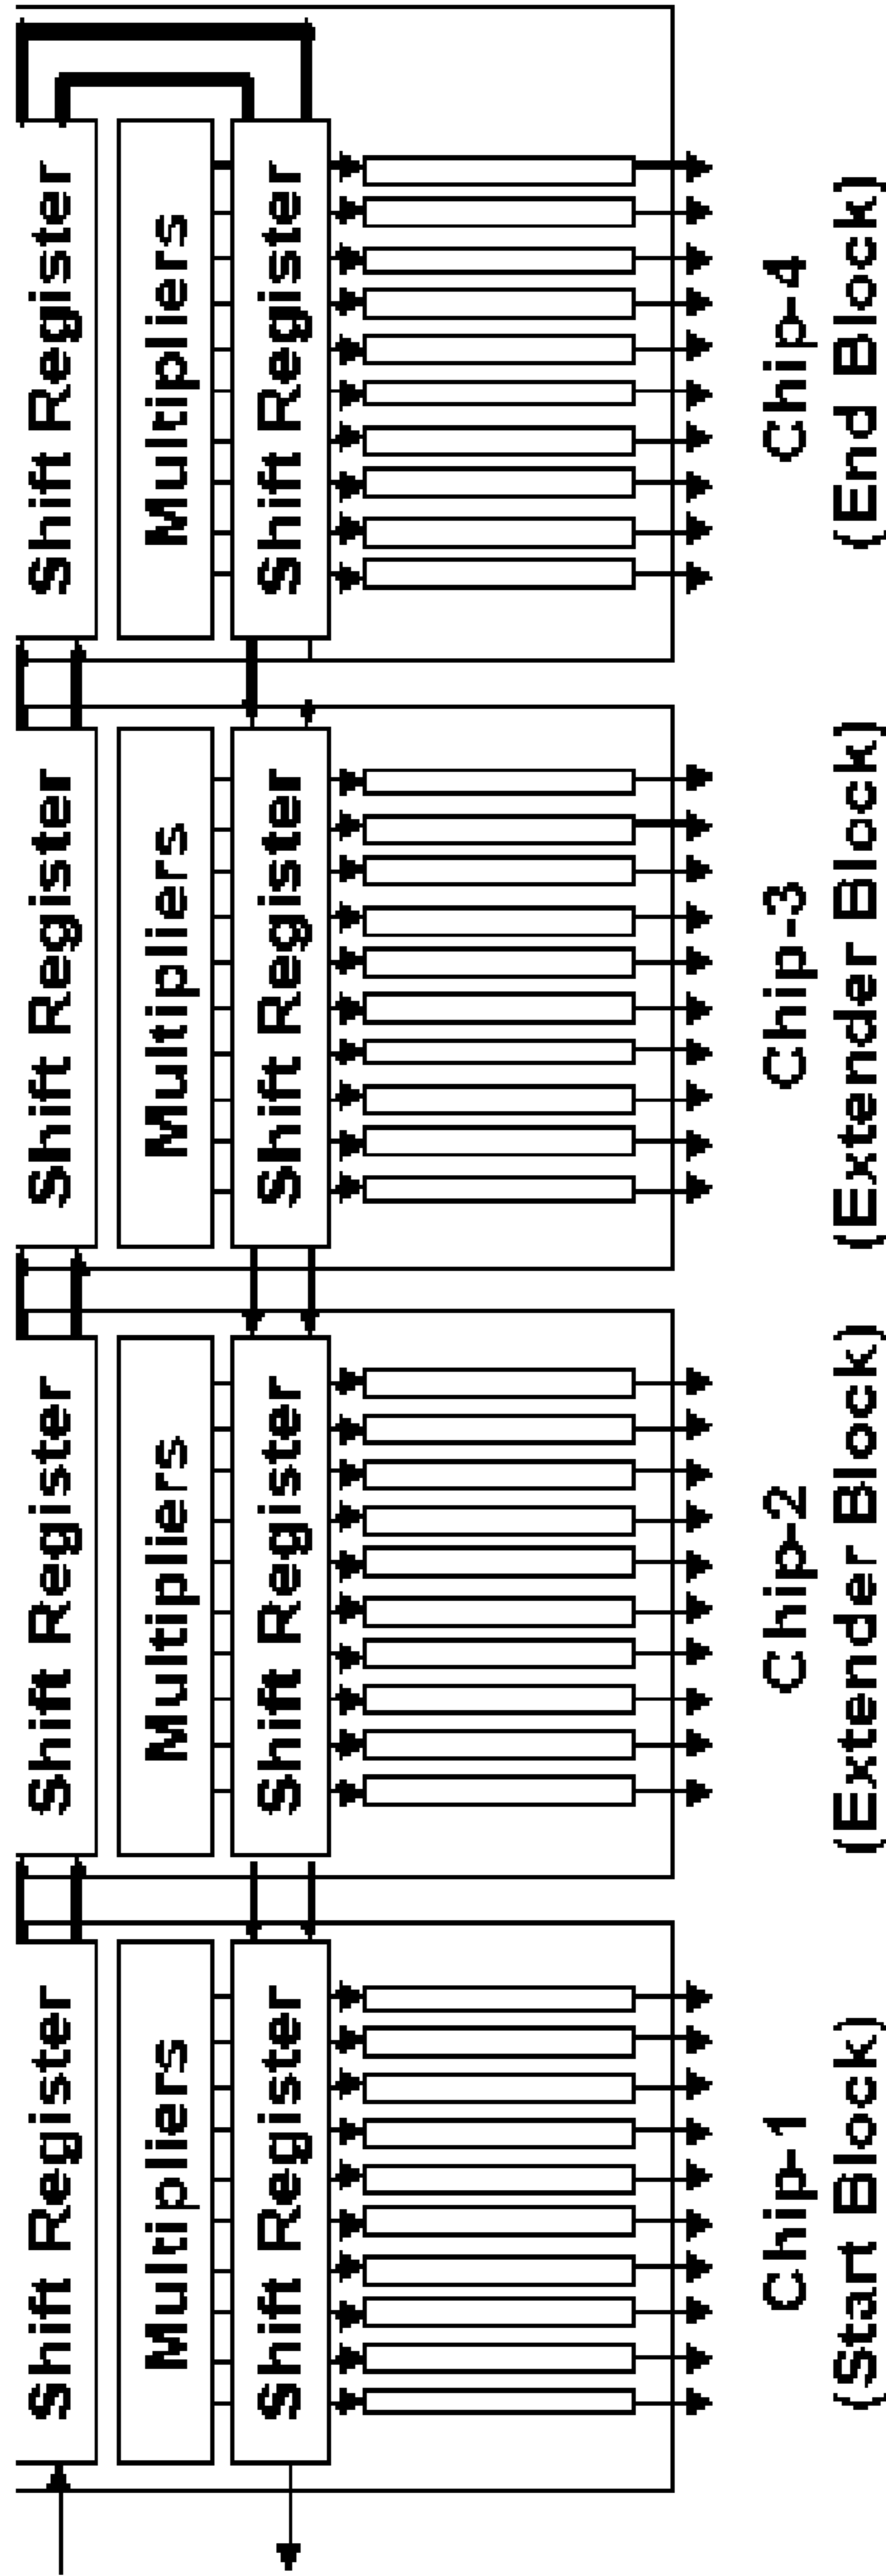 Shift Register
Shift Register
Shift Register
Shift Register
Multipliers
Multipliers
Multipliers
Multipliers
Shift Register
Shift Register
Shift Register
Shift Register
Chip-1
Chip-2
Chip-3
Chip-4
(Start Block)
(Extender Block)
(Extender Block)
(End Block)